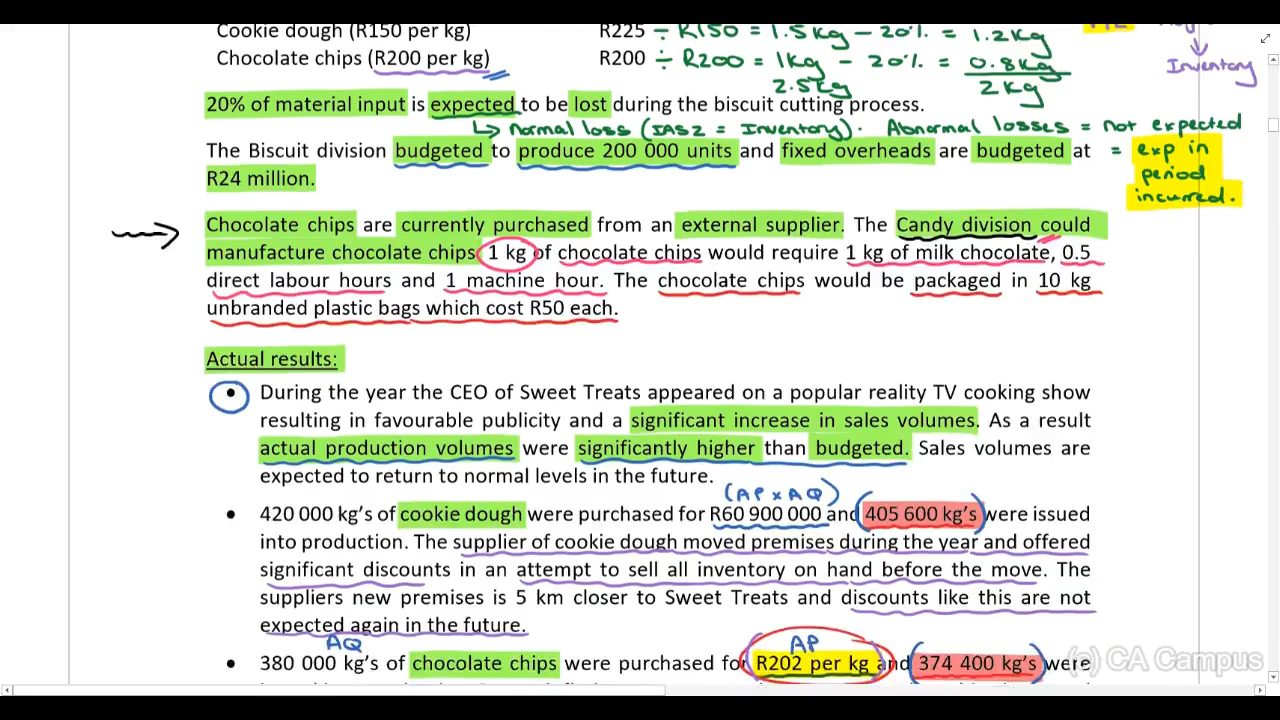 Cookie dough (R150 per kg) R225 ÷ R150 = 1.5kg - 20% = 1.2kg
Chocolate chips (R200 per kg) R200 ÷ R200 = 1kg - 20% = 0.8kg
Inventory
2.5kg 2kg
20% of material input is expected to be lost during the biscuit cutting process.
↳ normal loss (IAS2 = Inventory). Abnormal losses = not expected
The Biscuit division budgeted to produce 200 000 units and fixed overheads are budgeted at = exp in
R24 million. period
incurred.
Chocolate chips are currently purchased from an external supplier. The Candy division could
manufacture chocolate chips 1 kg of chocolate chips would require 1 kg of milk chocolate, 0.5
direct labour hours and 1 machine hour. The chocolate chips would be packaged in 10 kg
unbranded plastic bags which cost R50 each.
Actual results:
• During the year the CEO of Sweet Treats appeared on a popular reality TV cooking show
resulting in favourable publicity and a significant increase in sales volumes. As a result
actual production volumes were significantly higher than budgeted. Sales volumes are
expected to return to normal levels in the future.
(AP x AQ)
• 420 000 kg's of cookie dough were purchased for R60 900 000 and 405 600 kg's were issued
into production. The supplier of cookie dough moved premises during the year and offered
significant discounts in an attempt to sell all inventory on hand before the move. The
suppliers new premises is 5 km closer to Sweet Treats and discounts like this are not
expected again in the future.
AQ AP
• 380 000 kg's of chocolate chips were purchased for R202 per kg and 374 400 kg's were
(c) CA Campus